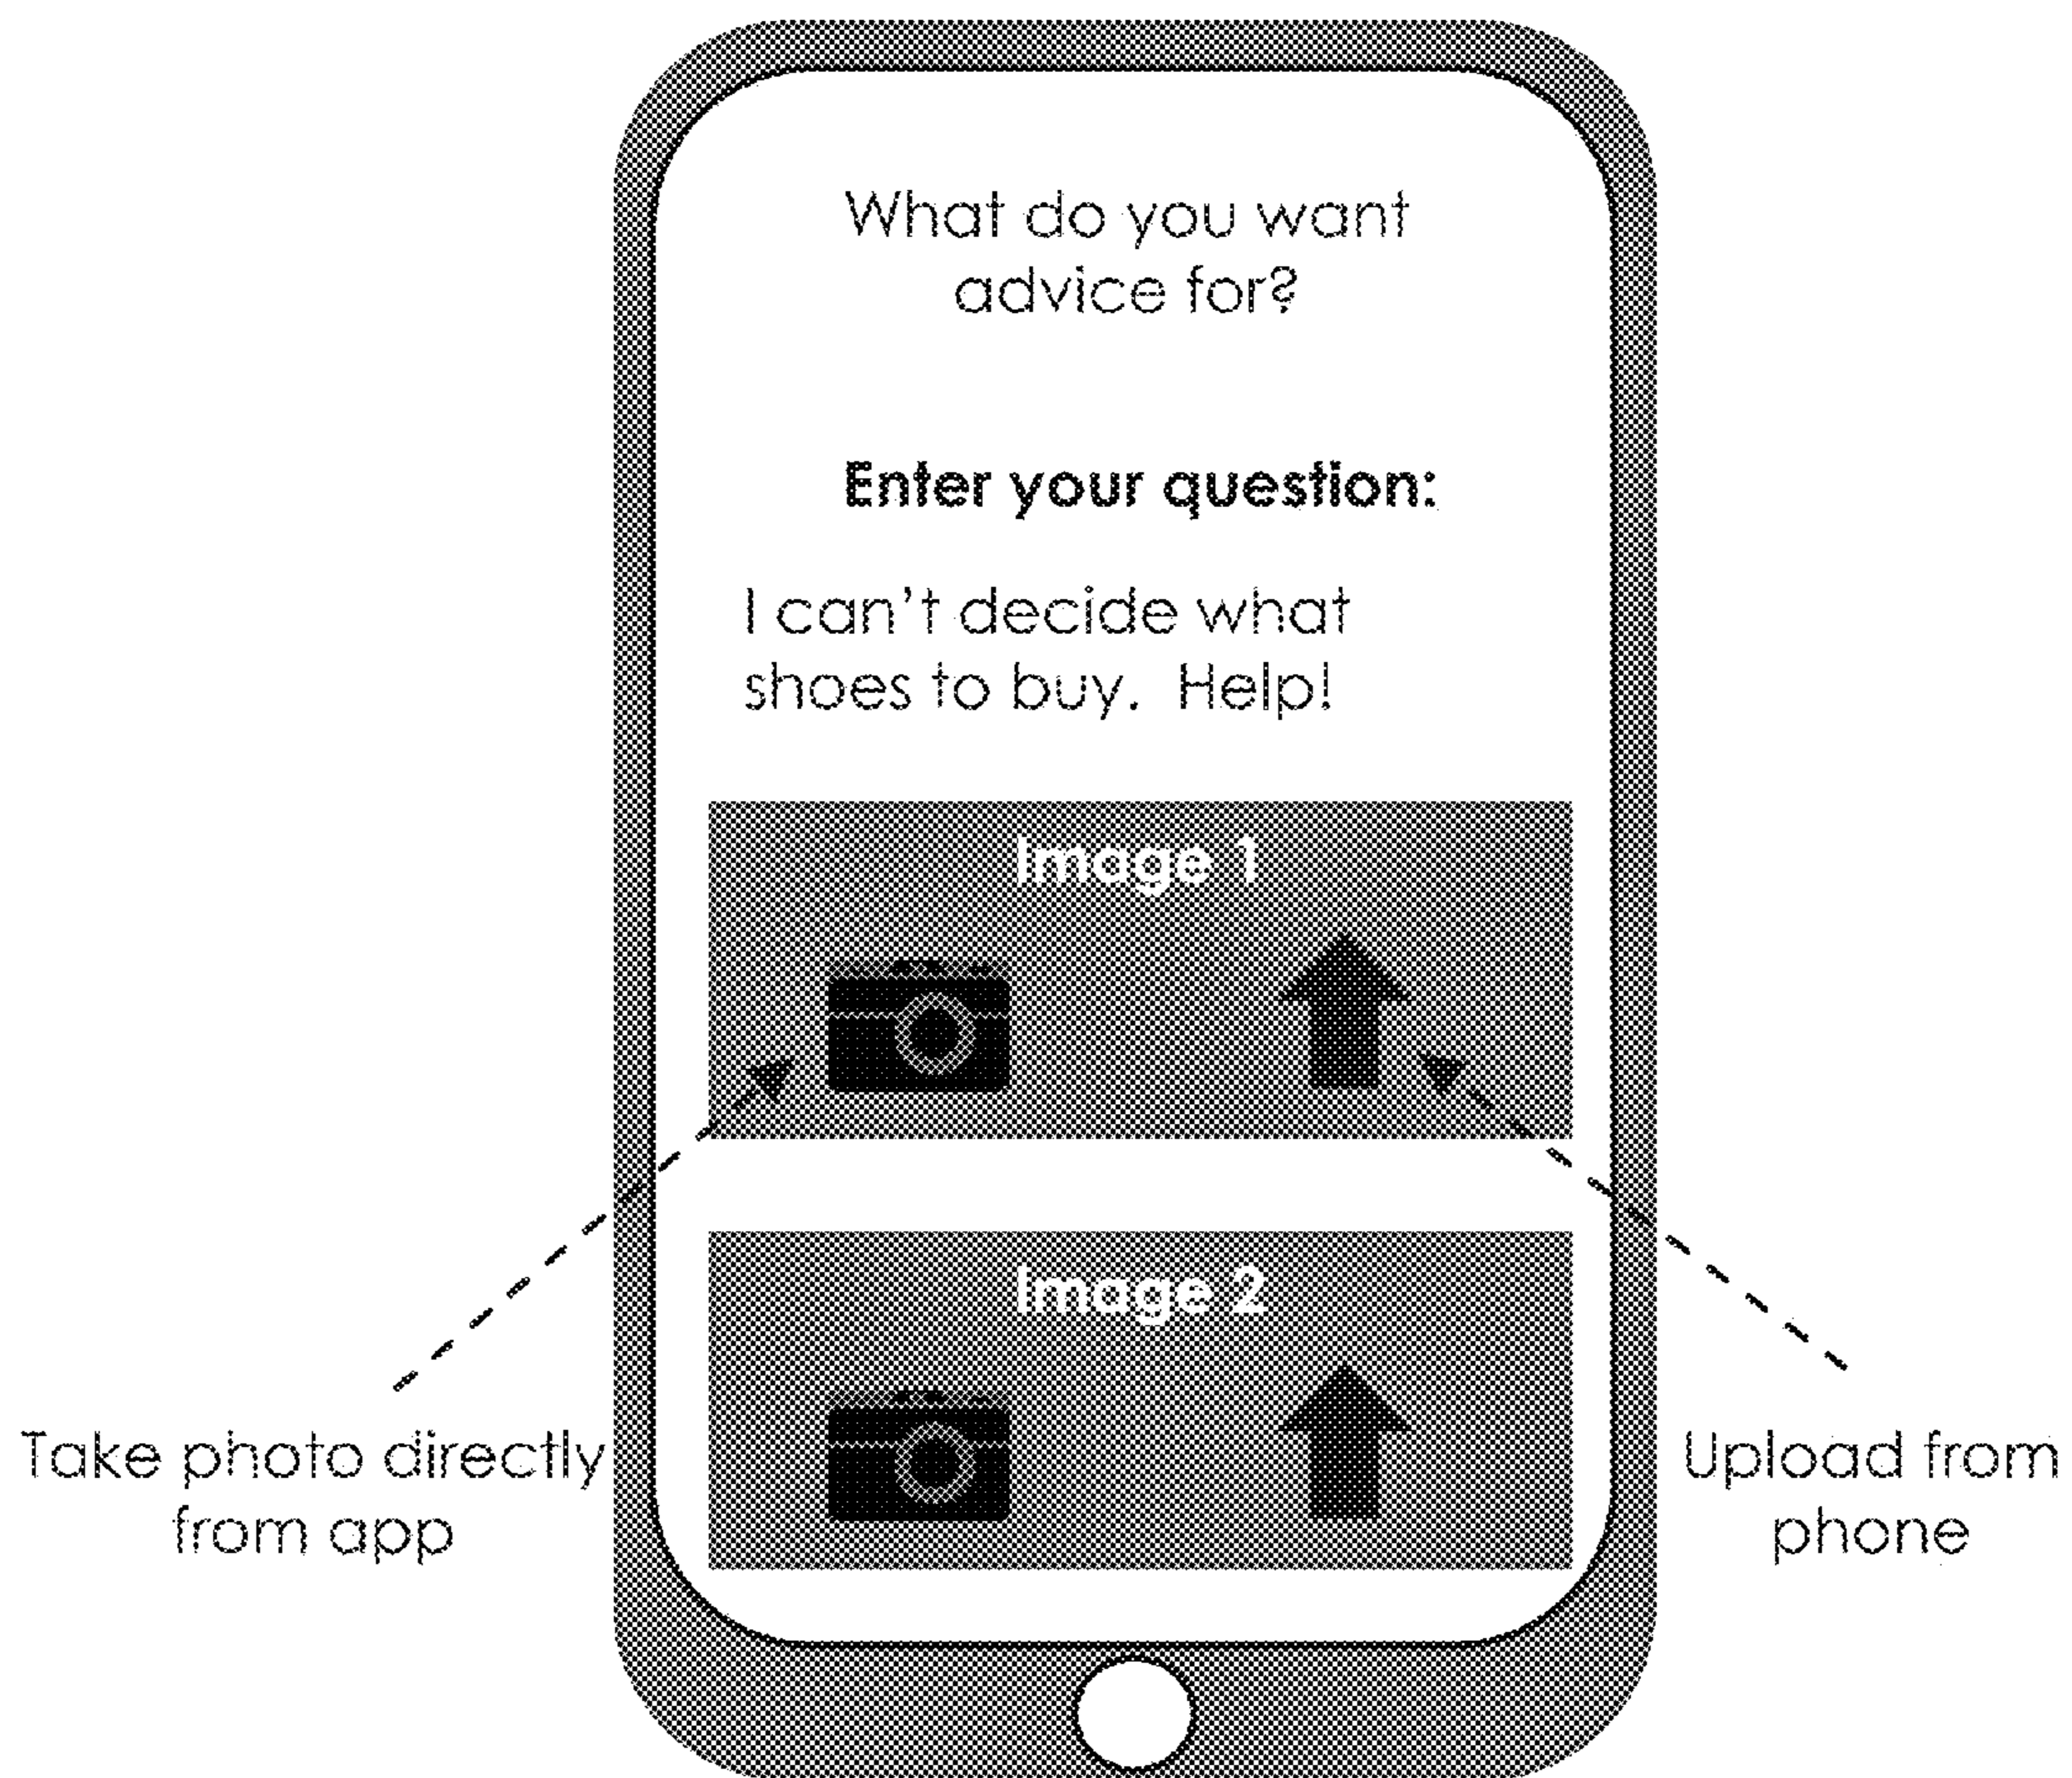 What do you want
advice for?
Enter your question:
I can't decide what
shoes to buy.  Help!
Image 1
Image 2
Take photo directly
from app
Upload from
phone